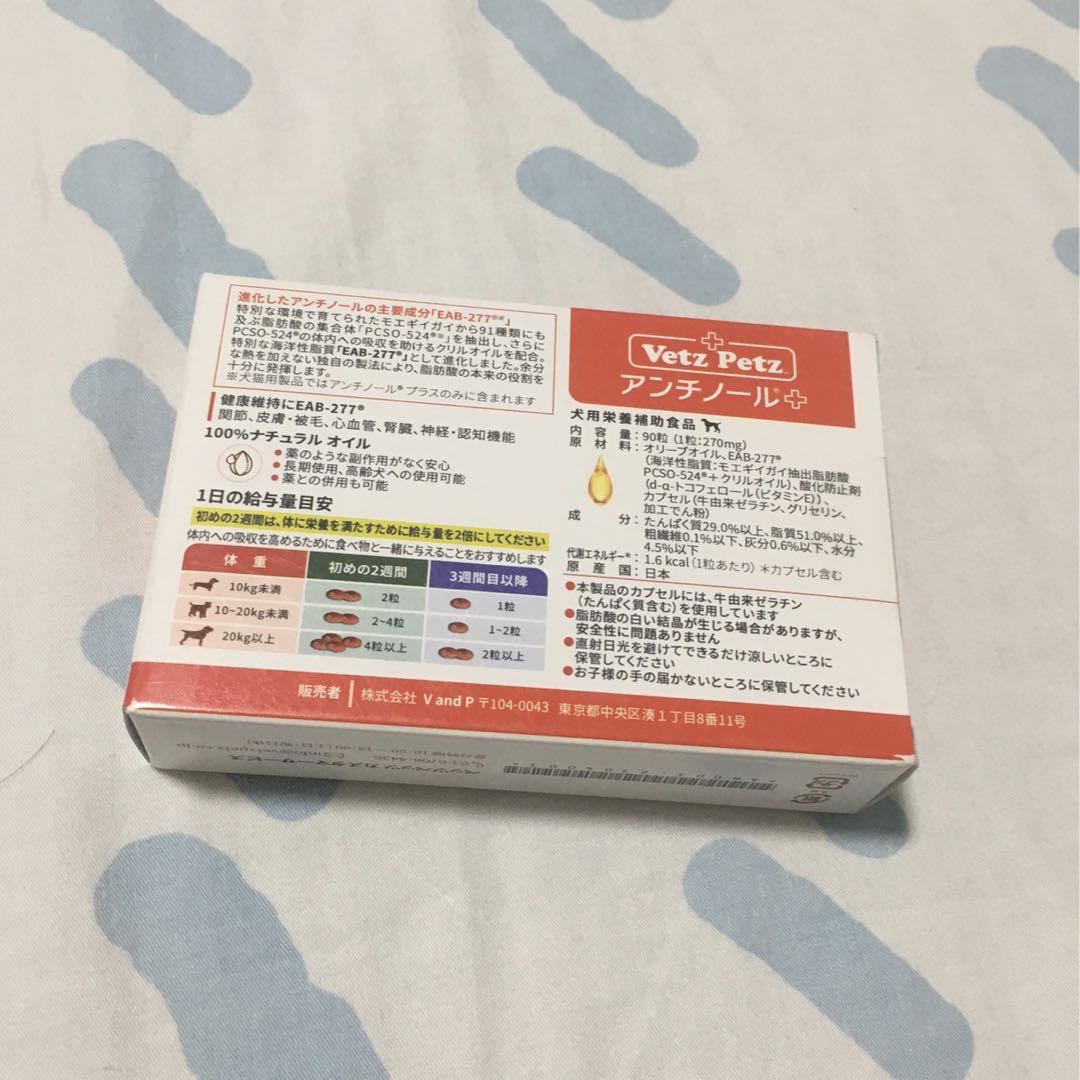 進化したアンチノールの主要成分「EAB-277®※」
特別な環境で育てられたモエギイガイから91種類にも
及ぶ脂肪酸の集合体「PCSO-524®※」を抽出し、さらに
PCSO-524®の体内への吸収を助けるクリルオイルを配合。
特別な海洋性脂質「EAB-277®」として進化しました。余分
な熱を加えない独自の製法により、脂肪酸の本来の役割を
十分に発揮します。
※犬猫用製品ではアンチノール® プラスのみに含まれます
健康維持にEAB-277®
関節、皮膚・被毛、心血管、腎臓、神経・認知機能
100%ナチュラル オイル
●薬のような副作用がなく安心
●長期使用、高齢犬への使用可能
●薬との併用も可能
1日の給与量目安
初めの2週間は、体に栄養を満たすために給与量を2倍にしてください
体内への吸収を高めるために食べ物と一緒に与えることをおすすめします
体重 初めの2週間 3週間目以降
10kg未満 2粒 1粒
10~20kg未満 2~4粒 1~2粒
20kg以上 4粒以上 2粒以上
Vetz Petz
アンチノール®
犬用栄養補助食品
内容量:90粒 (1粒:270mg)
原材料:オリーブオイル、EAB-277®
(海洋性脂質:モエギイガイ抽出脂肪酸
PCSO-524®+クリルオイル)、酸化防止剤
(d-α-トコフェロール(ビタミンE))、
カプセル(牛由来ゼラチン、グリセリン、
加工でん粉)
成分:たんぱく質29.0%以上、脂質51.0%以上、
粗繊維0.1%以下、灰分0.6%以下、水分
4.5%以下
代謝エネルギー*:1.6 kcal (1粒あたり) *カプセル含む
原産国:日本
●本製品のカプセルには、牛由来ゼラチン
(たんぱく質含む)を使用しています
●脂肪酸の白い結晶が生じる場合がありますが、
安全性に問題ありません
●直射日光を避けてできるだけ涼しいところに
保管してください
●お子様の手の届かないところに保管してください
販売者 株式会社 V and P 〒104-0043 東京都中央区湊1丁目8番11号
ベッツペッツ カスタマーサービス